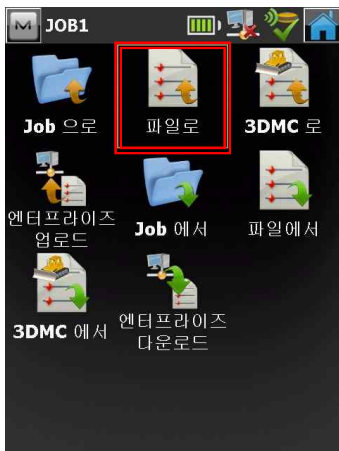 JOB1
Job 으로
파일로
3DMC 로
엔터프라이즈
업로드
Job 에서
파일에서
3DMC 에서
엔터프라이즈
다운로드